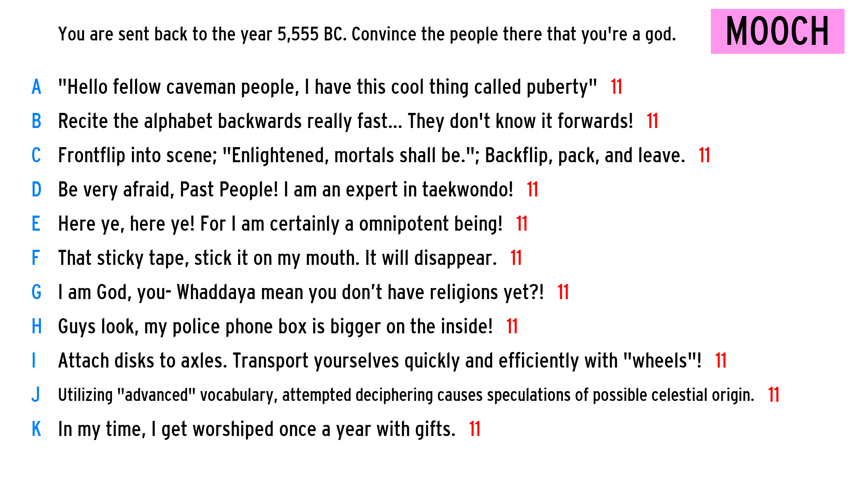 You are sent back to the year 5,555 BC. Convince the people there that you're a god.
MOOCH
A "Hello fellow caveman people, I have this cool thing called puberty" 11
B Recite the alphabet backwards really fast... They don't know it forwards! 11
C Frontflip into scene; "Enlightened, mortals shall be."; Backflip, pack, and leave. 11
D Be very afraid, Past People! I am an expert in taekwondo! 11
E Here ye, here ye! For I am certainly a omnipotent being! 11
F That sticky tape, stick it on my mouth. It will disappear. 11
G I am God, you- Whaddaya mean you don’t have religions yet?! 11
H Guys look, my police phone box is bigger on the inside! 11
I Attach disks to axles. Transport yourselves quickly and efficiently with "wheels"! 11
J Utilizing "advanced" vocabulary, attempted deciphering causes speculations of possible celestial origin. 11
K In my time, I get worshiped once a year with gifts. 11